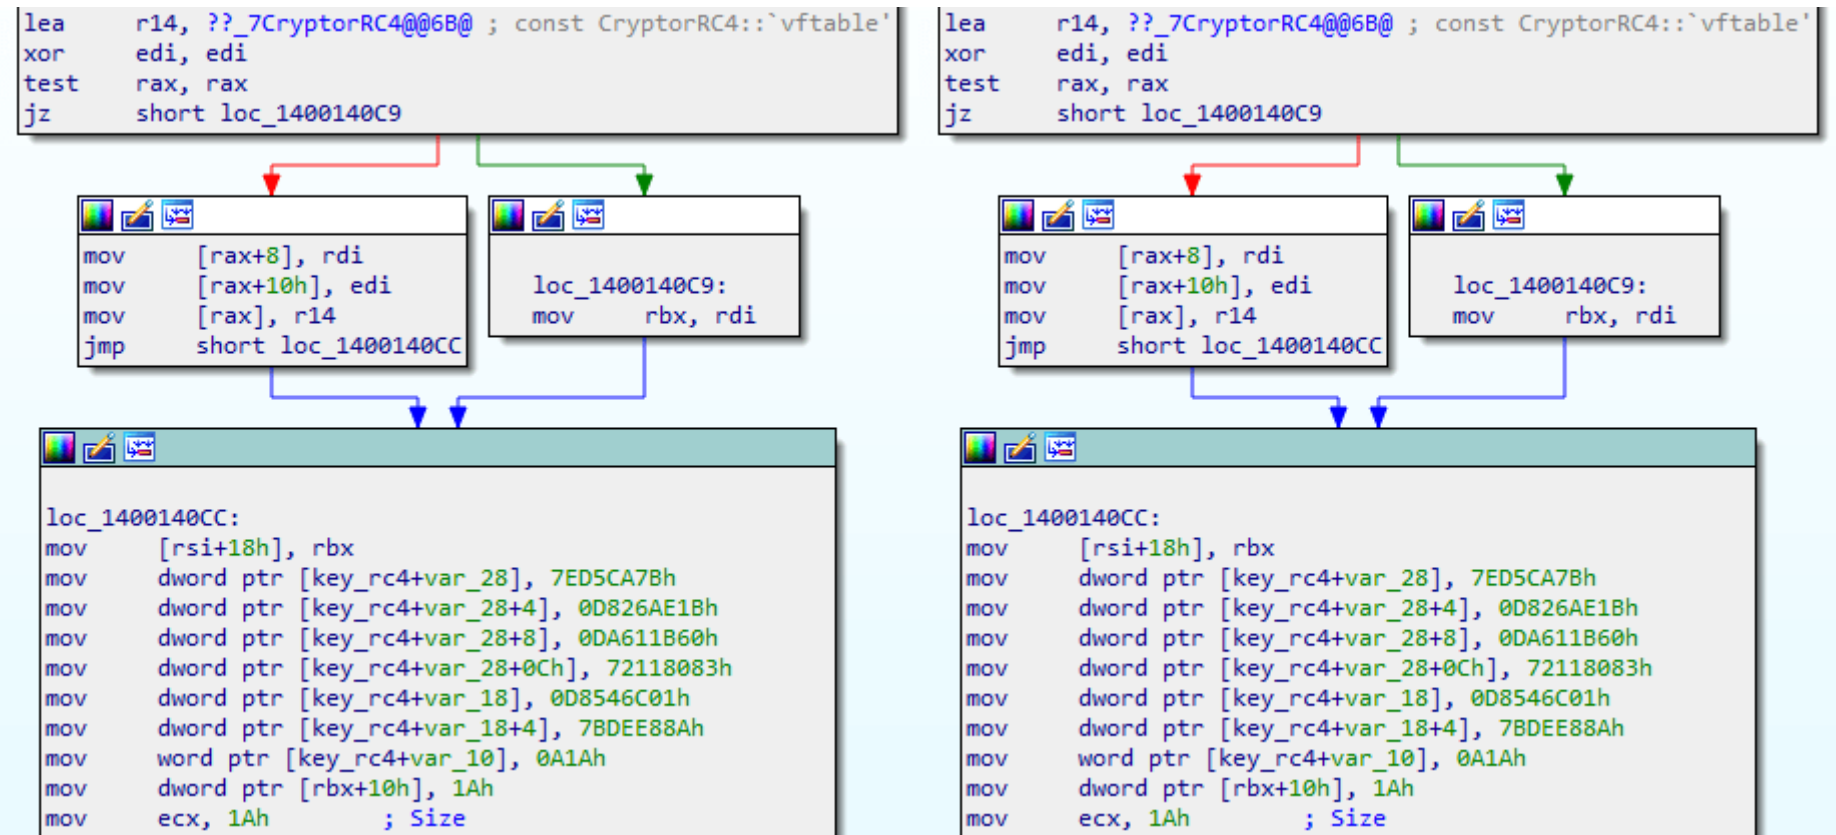 lea r14, ??_7CryptorRC4@@6B@ ; const CryptorRC4::`vftable'
xor edi, edi
test rax, rax
jz short loc_1400140C9
mov [rax+8], rdi
mov [rax+10h], edi
mov [rax], r14
jmp short loc_1400140CC
loc_1400140C9:
mov rbx, rdi
loc_1400140CC:
mov [rsi+18h], rbx
mov dword ptr [key_rc4+var_28], 7ED5CA7Bh
mov dword ptr [key_rc4+var_28+4], 0D826AE1Bh
mov dword ptr [key_rc4+var_28+8], 0DA611B60h
mov dword ptr [key_rc4+var_28+0Ch], 72118083h
mov dword ptr [key_rc4+var_18], 0D8546C01h
mov dword ptr [key_rc4+var_18+4], 7BDEE88Ah
mov word ptr [key_rc4+var_10], 0A1Ah
mov dword ptr [rbx+10h], 1Ah
mov ecx, 1Ah ; Size
lea r14, ??_7CryptorRC4@@6B@ ; const CryptorRC4::`vftable'
xor edi, edi
test rax, rax
jz short loc_1400140C9
mov [rax+8], rdi
mov [rax+10h], edi
mov [rax], r14
jmp short loc_1400140CC
loc_1400140C9:
mov rbx, rdi
loc_1400140CC:
mov [rsi+18h], rbx
mov dword ptr [key_rc4+var_28], 7ED5CA7Bh
mov dword ptr [key_rc4+var_28+4], 0D826AE1Bh
mov dword ptr [key_rc4+var_28+8], 0DA611B60h
mov dword ptr [key_rc4+var_28+0Ch], 72118083h
mov dword ptr [key_rc4+var_18], 0D8546C01h
mov dword ptr [key_rc4+var_18+4], 7BDEE88Ah
mov word ptr [key_rc4+var_10], 0A1Ah
mov dword ptr [rbx+10h], 1Ah
mov ecx, 1Ah ; Size